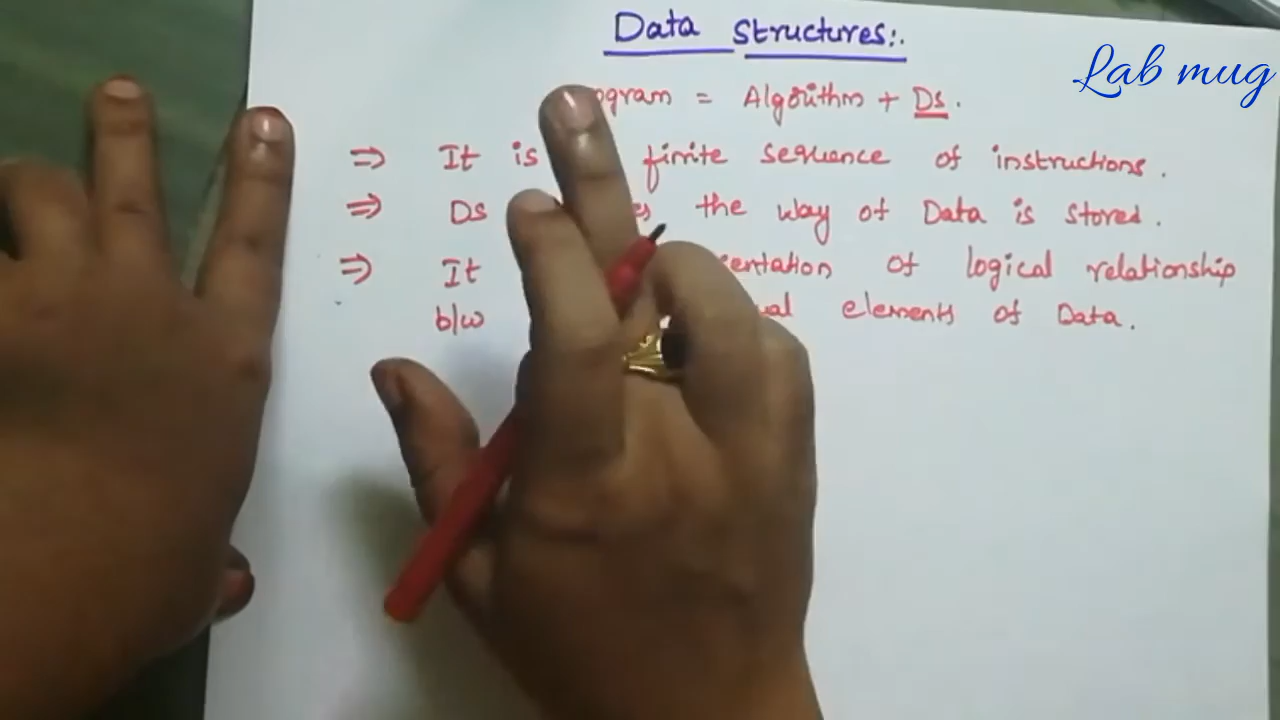 Data Structures:.
Lab mug
ogram = Algorithm + Ds.
⇒ It is finite sequence of instructions.
⇒ Ds the way of Data is stored.
⇒ It entation of logical relationship
b/w elements of Data.